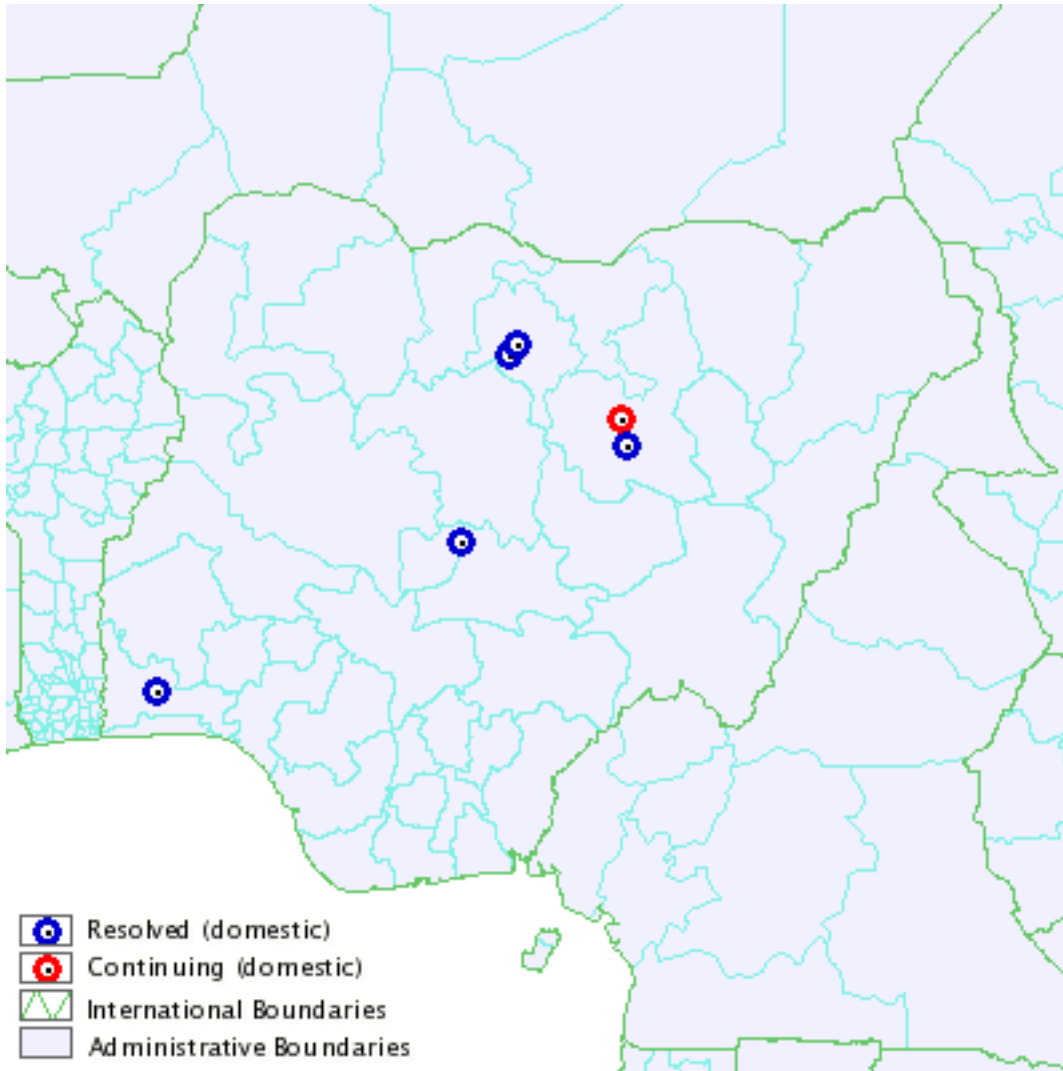 Resolved (domestic)
Continuing (domestic)
International Boundaries
Administrative Boundaries